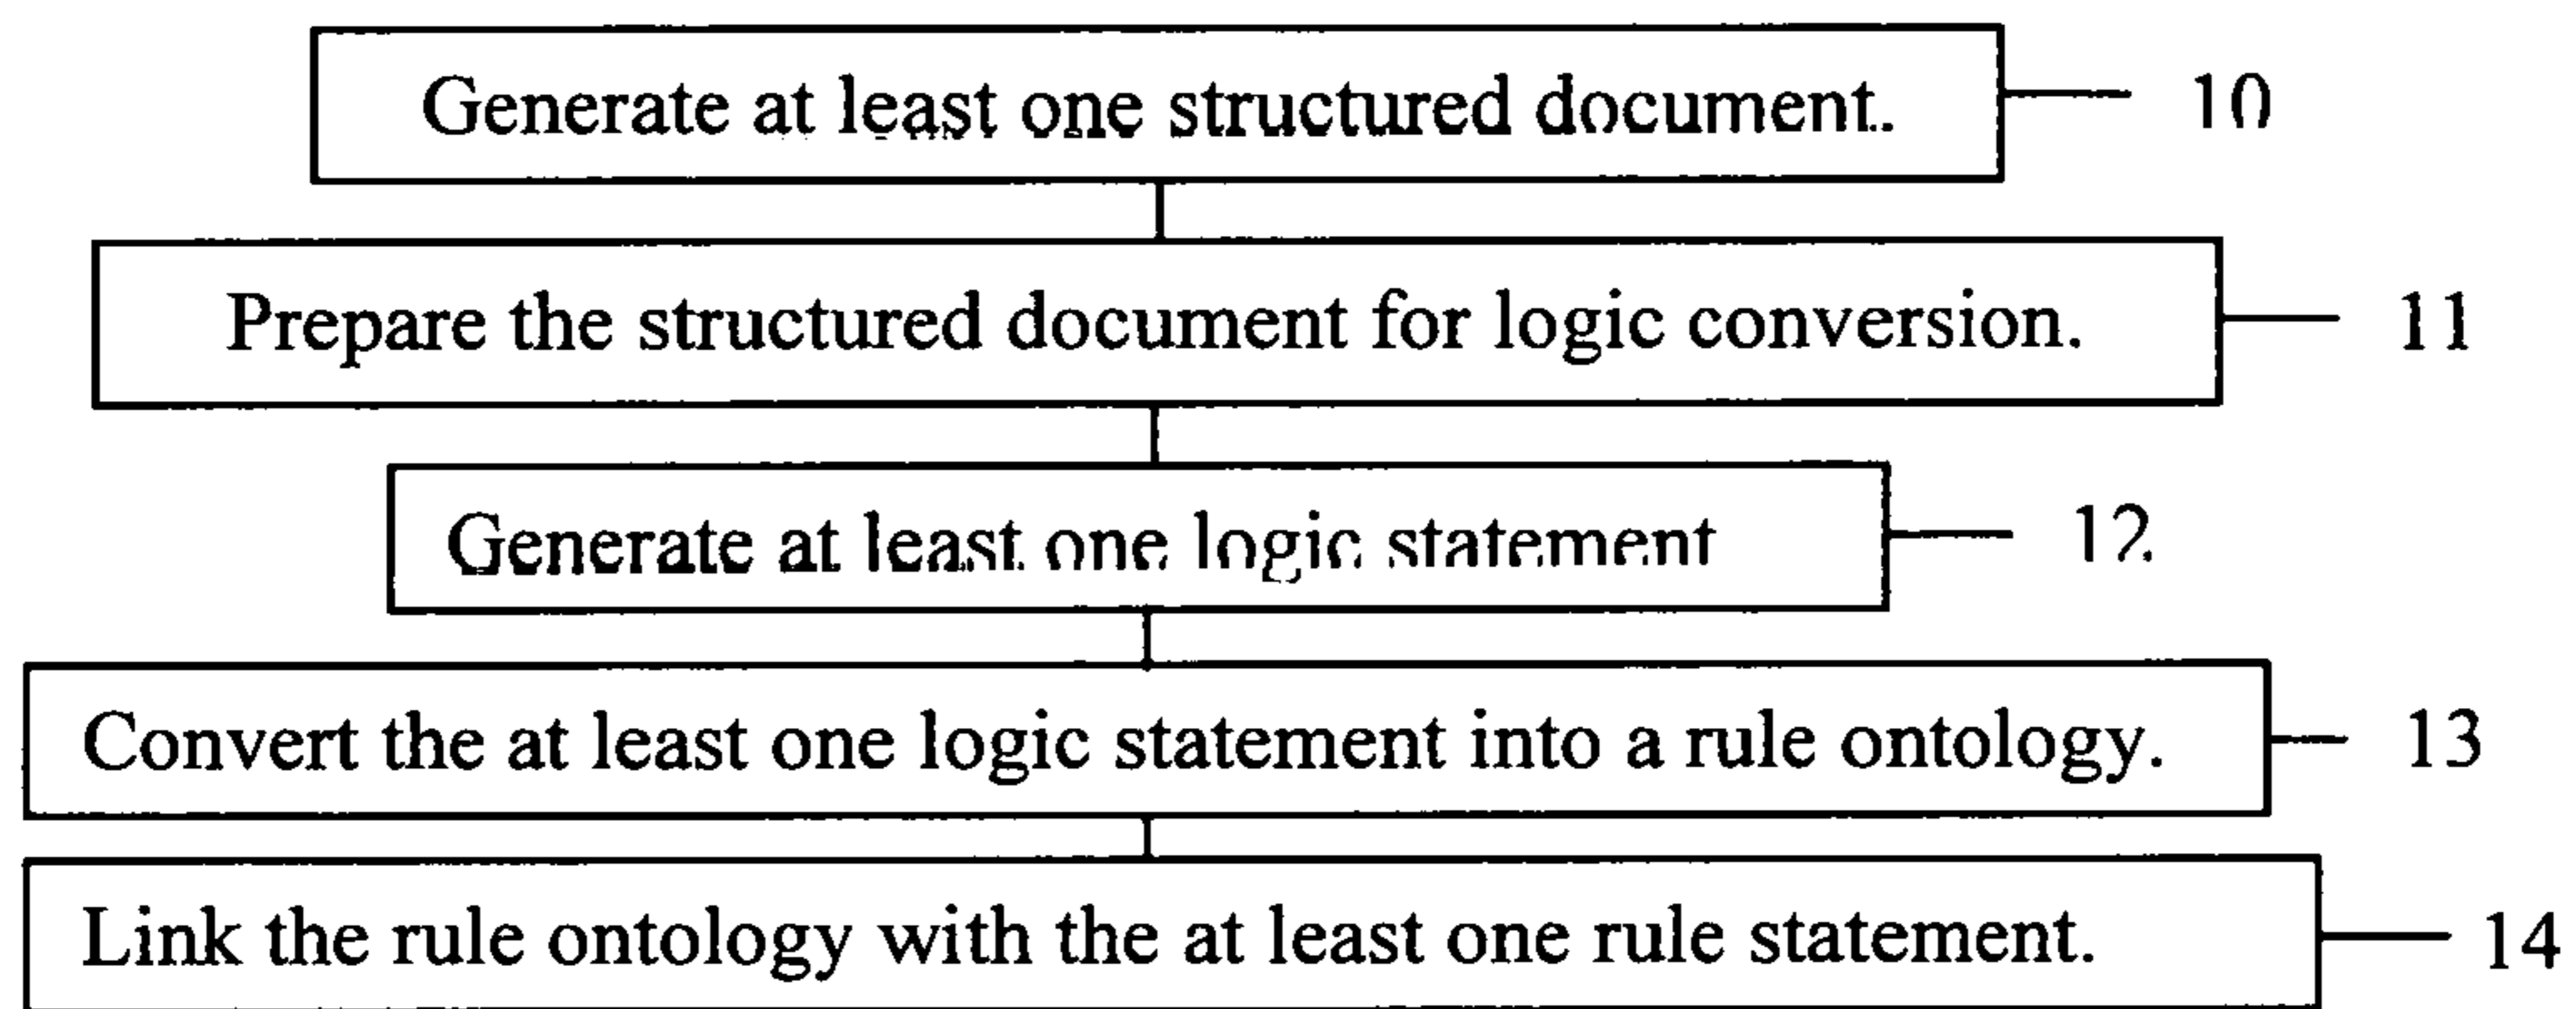 Generate at least one structured document. 10
Prepare the structured document for logic conversion. 11
Generate at least one logic statement 12
Convert the at least one logic statement into a rule ontology. 13
Link the rule ontology with the at least one rule statement. 14